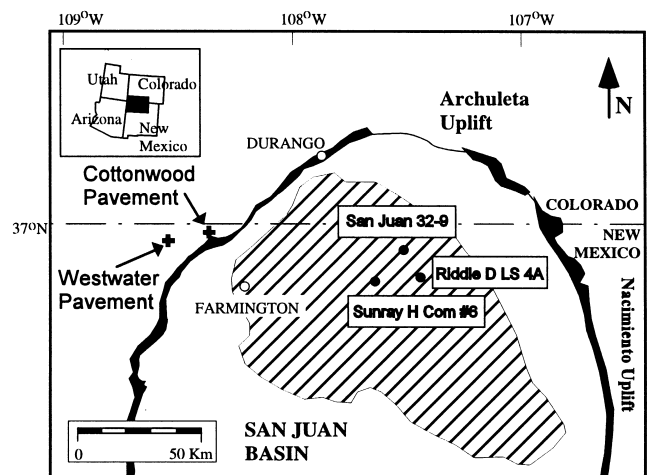 109°W
108°W
107°W
Utah
Colorado
Arizona
New
Mexico
Archuleta
Uplift
N
DURANGO
Cottonwood
Pavement
COLORADO
37°N
San Juan 32-9
NEW
MEXICO
Westwater
Pavement
Riddle D LS 4A
FARMINGTON
Sunray H Com #6
Nacimiento Uplift
0
50 Km
SAN JUAN
BASIN